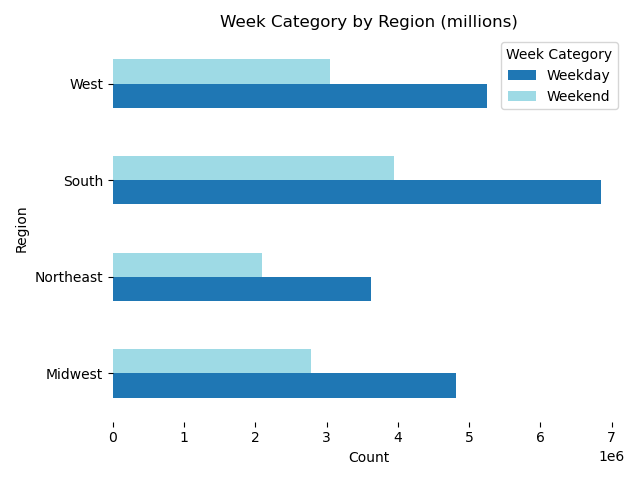 Week Category by Region (millions)
Week Category
Weekday
Weekend
West
South
Northeast
Midwest
Region
0 1 2 3 4 5 6 7
1e6
Count